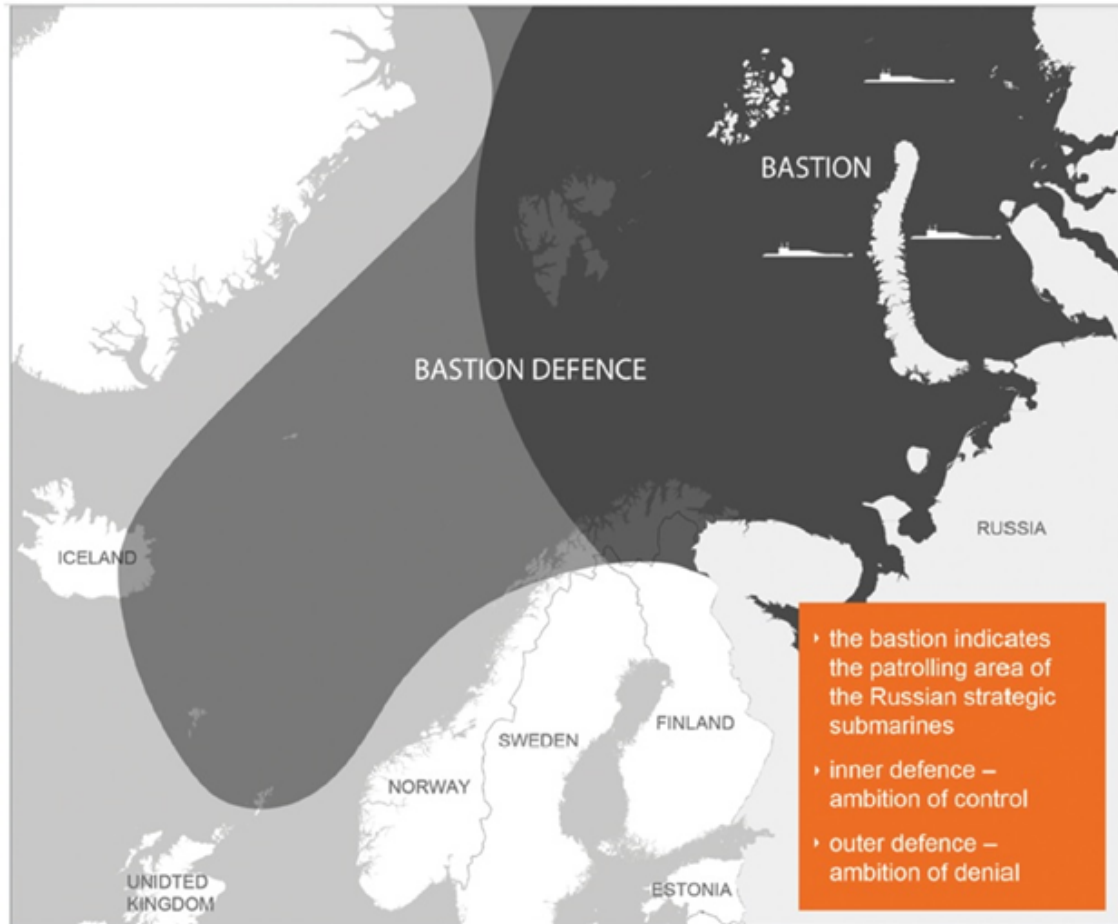 BASTION
BASTION DEFENCE
ICELAND
RUSSIA
FINLAND
SWEDEN
NORWAY
UNIDTED
KINGDOM
ESTONIA
‣ the bastion indicates
the patrolling area of
the Russian strategic
submarines
‣ inner defence –
ambition of control
‣ outer defence –
ambition of denial